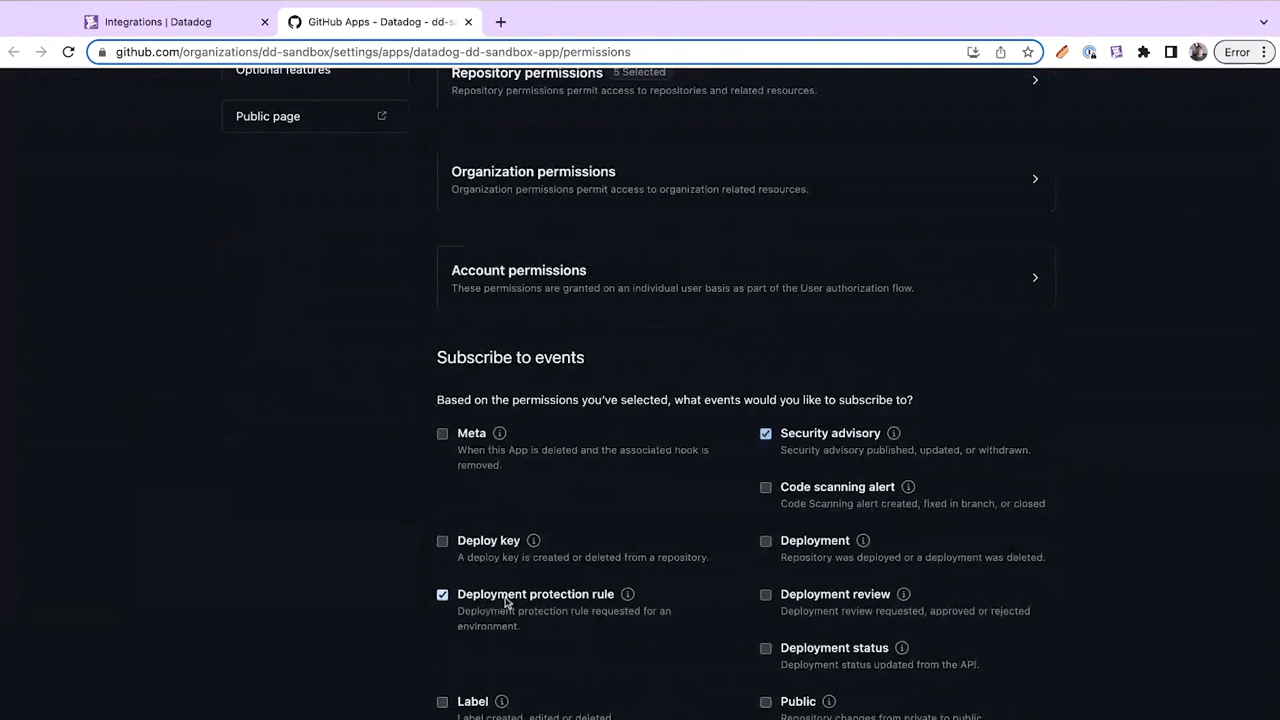 Integrations | Datadog
GitHub Apps - Datadog - dd-sa
github.com/organizations/dd-sandbox/settings/apps/datadog-dd-sandbox-app/permissions
Error
Optional features
Public page
Repository permissions 5 Selected
Repository permissions permit access to repositories and related resources.
Organization permissions
Organization permissions permit access to organization related resources.
Account permissions
These permissions are granted on an individual user basis as part of the User authorization flow.
Subscribe to events
Based on the permissions you've selected, what events would you like to subscribe to?
Meta
When this App is deleted and the associated hook is
removed.
Security advisory
Security advisory published, updated, or withdrawn.
Code scanning alert
Code Scanning alert created, fixed in branch, or closed
Deploy key
A deploy key is created or deleted from a repository.
Deployment
Repository was deployed or a deployment was deleted.
Deployment protection rule
Deployment protection rule requested for an
environment.
Deployment review
Deployment review requested, approved or rejected
Deployment status
Deployment status updated from the API.
Label
Label created, edited or deleted.
Public
Repository changes from private to public.